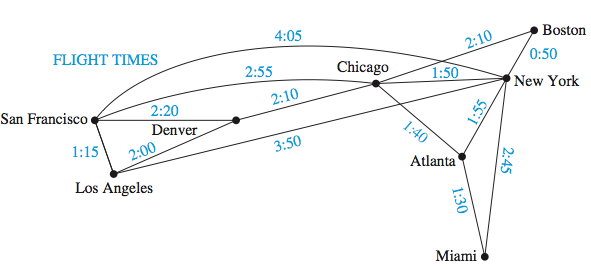 4:05
2:10
Boston
0:50
FLIGHT TIMES
Chicago
2:55
1:50
New York
2:10
2:20
San Francisco
Denver
1:55
1:40
1:15
2:00
3:50
Atlanta
2:45
Los Angeles
1:30
Miami